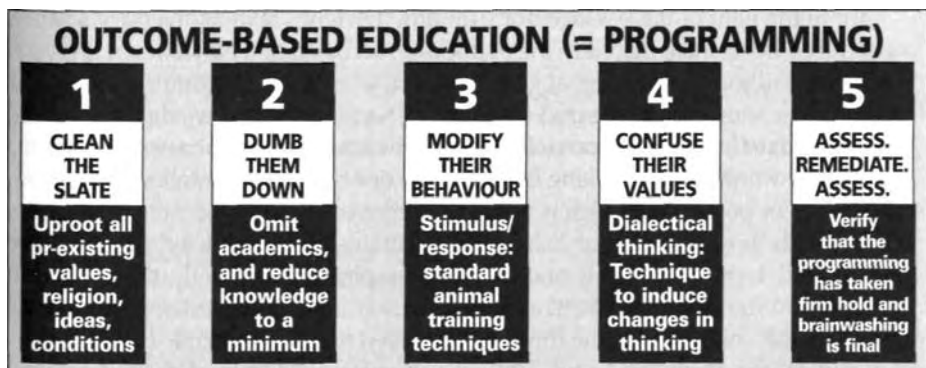 OUTCOME-BASED EDUCATION (= PROGRAMMING)
1
CLEAN
THE
SLATE
Uproot all
pr-existing
values,
religion,
ideas,
conditions
2
DUMB
THEM
DOWN
Omit
academics,
and reduce
knowledge
to a
minimum
3
MODIFY
THEIR
BEHAVIOUR
Stimulus/
response:
standard
animal
training
techniques
4
CONFUSE
THEIR
VALUES
Dialectical
thinking:
Technique
to induce
changes in
thinking
5
ASSESS.
REMEDIATE.
ASSESS.
Verify
that the
programming
has taken
firm hold and
brainwashing
is final